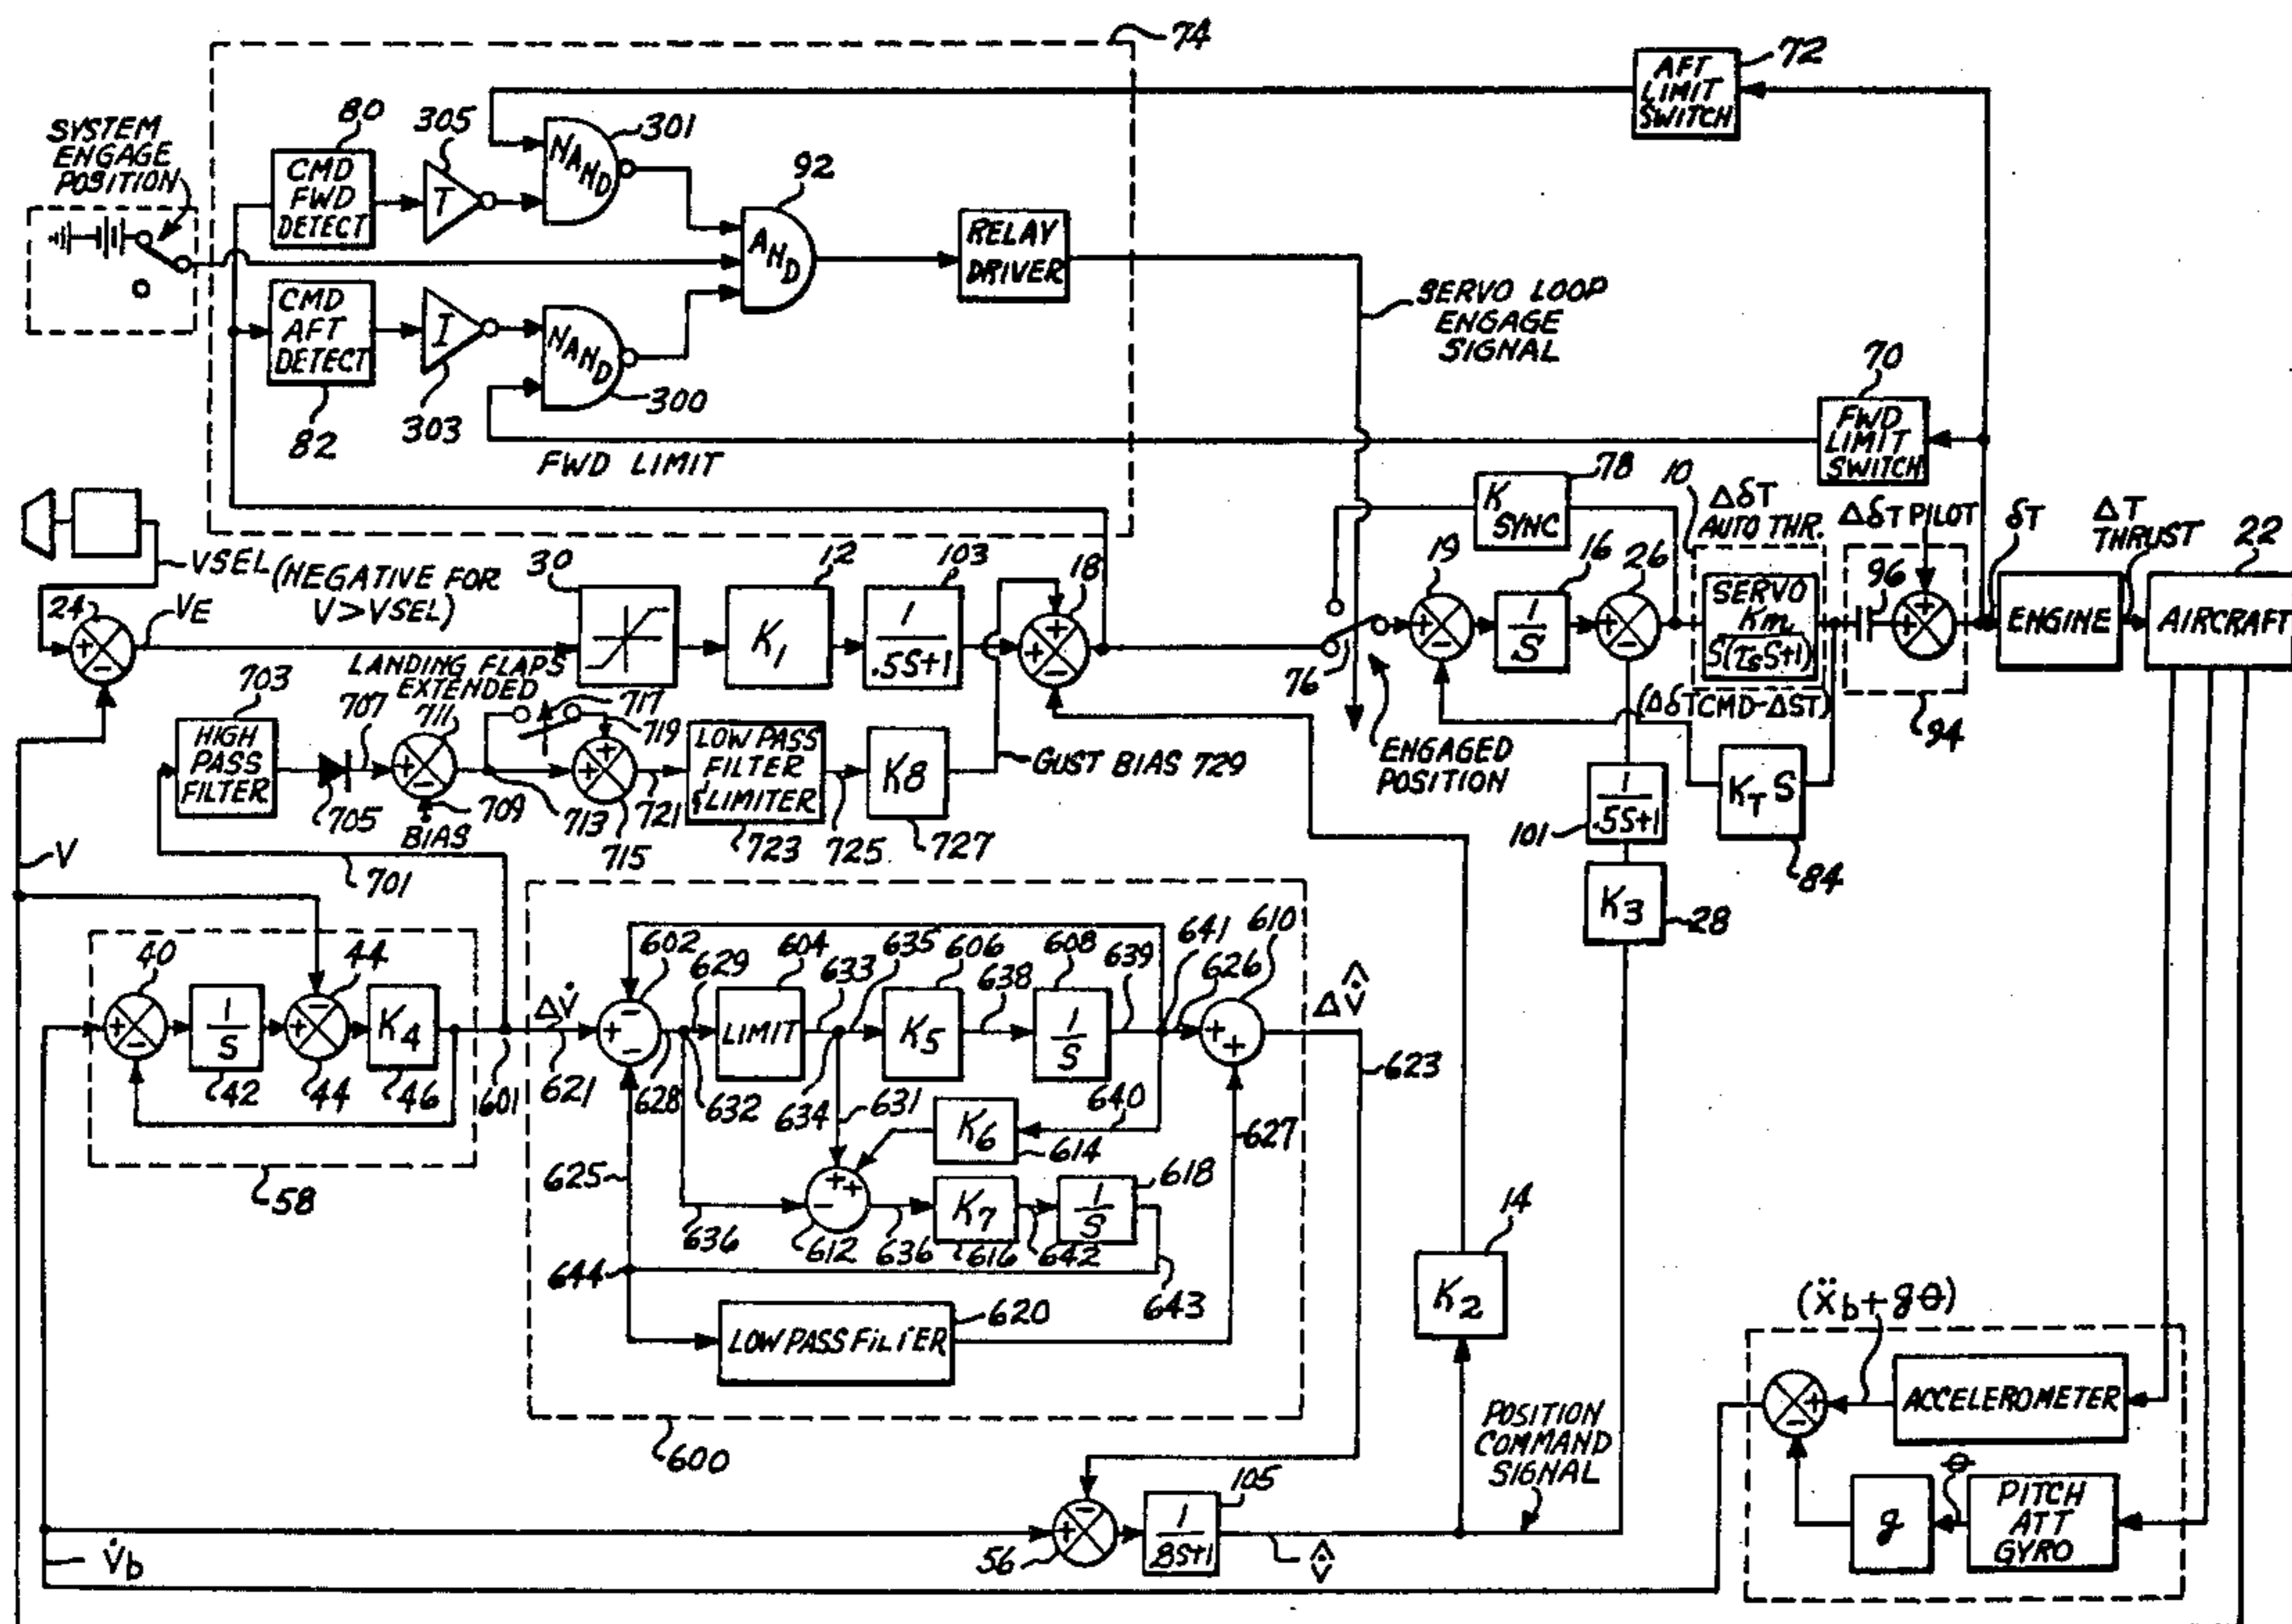 74
AFT
LIMIT
SWITCH
72
SYSTEM
ENGAGE
POSITION
80
CMD
FWD
DETECT
305
T
NAND
301
92
AND
RELAY
DRIVER
SERVO LOOP
ENGAGE
SIGNAL
CMD
AFT
DETECT
82
I
303
NAND
300
FWD LIMIT
70
FWD
LIMIT
SWITCH
78
K
SYNC
10
ΔδT
AUTO THR.
ΔδT PILOT
δT
ΔT
THRUST
22
VSEL (NEGATIVE FOR
V>VSEL)
24
+
−
VE
30
12
K1
103
1
.5S+1
18
+
+
−
76
ENGAGED
POSITION
19
+
−
16
1
S
26
+
−
SERVO
Km
S(τsS+1)
96
+
+
94
ENGINE
AIRCRAFT
(ΔδTCMD-ΔST)
LANDING FLAPS
EXTENDED
703
HIGH
PASS
FILTER
707
705
711
+
−
709
BIAS
713
717
719
+
+
715
721
LOW PASS
FILTER
& LIMITER
723
725
K8
727
GUST BIAS 729
1
.5S+1
101
KT S
84
K3
28
V
701
40
+
−
1
S
42
44
−
+
44
K4
46
601
58
ΔV̇
621
602
+
−
−
628
629
632
604
LIMIT
633
634
635
631
606
K5
638
608
1
S
639
641
626
610
+
+
Δv̇̂
623
640
K6
614
627
625
636
−
+
+
612
636
K7
616
642
1
S
618
643
644
LOW PASS FILTER
620
600
14
K2
POSITION
COMMAND
SIGNAL
(ẍb+gθ)
+
−
ACCELEROMETER
g
θ
PITCH
ATT
GYRO
−
+
56
1
8S+1
105
v̇̂
V̇b